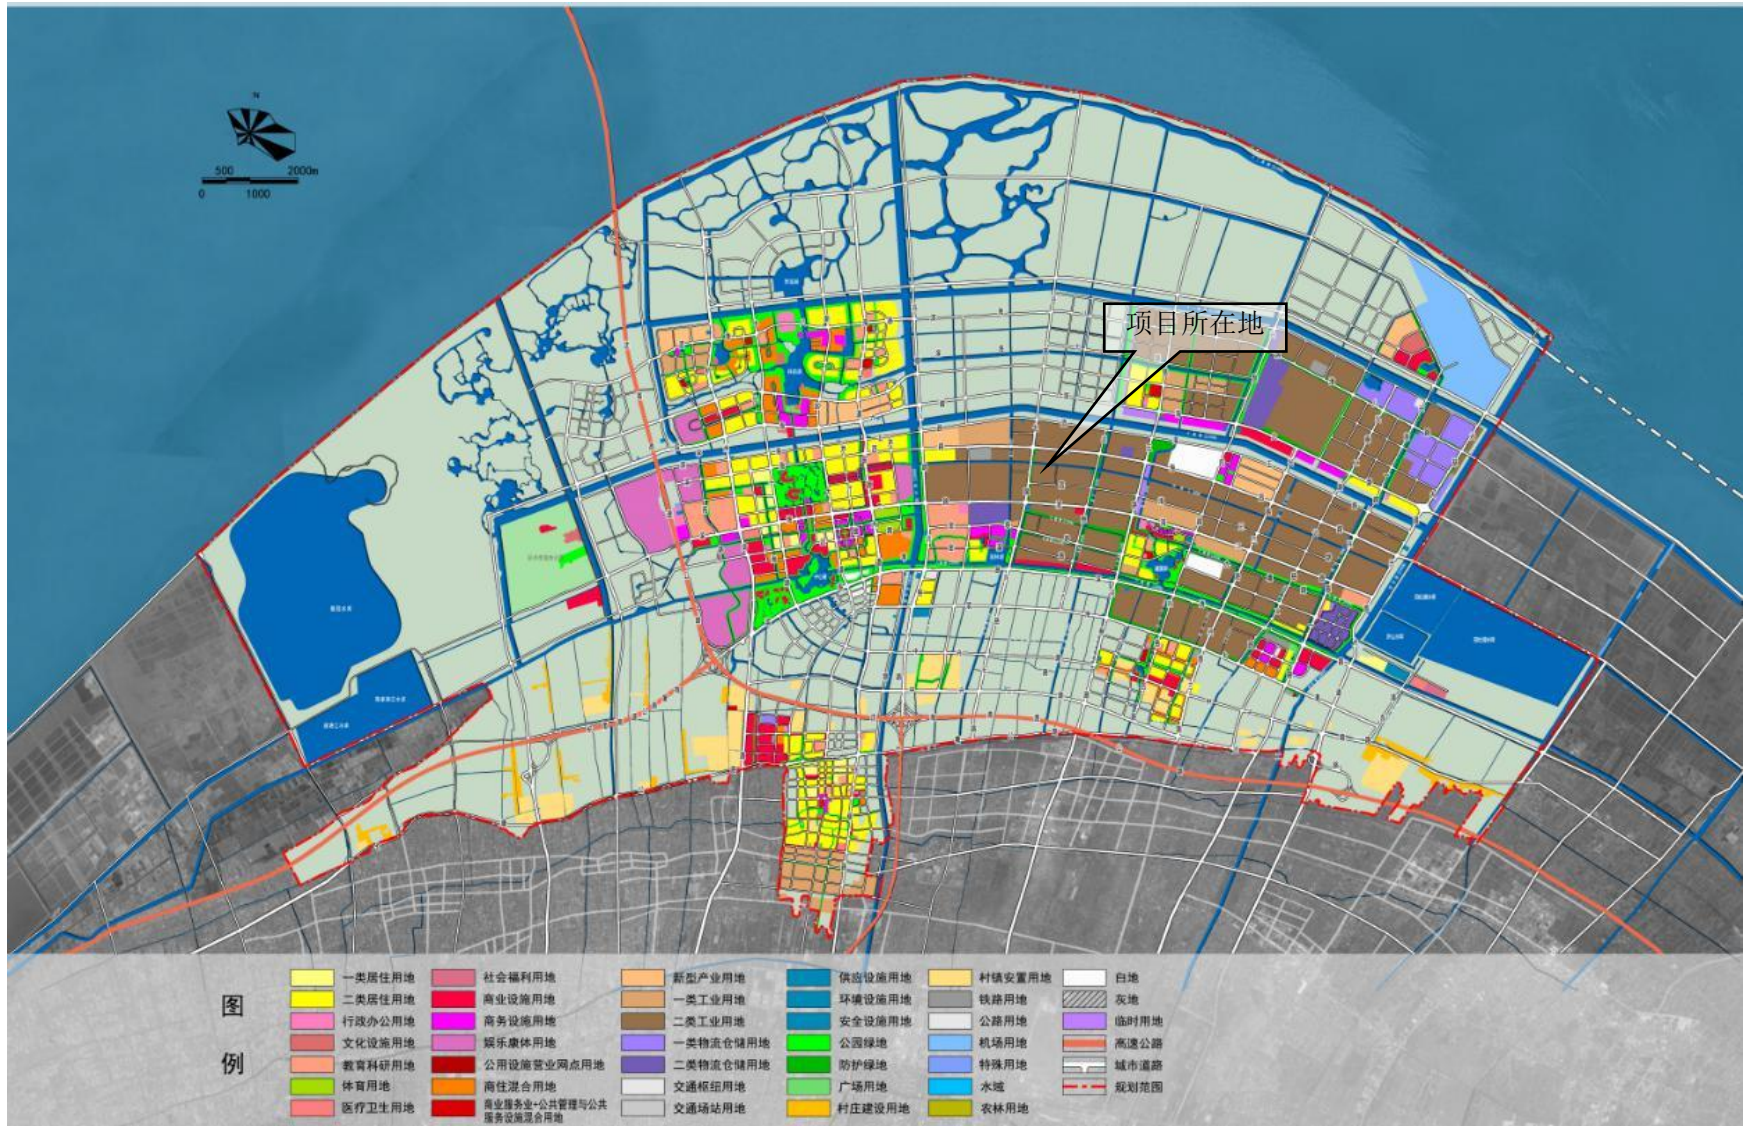 N
500 2000m
0 1000
项目所在地
图
例
一类居住用地
二类居住用地
行政办公用地
文化设施用地
教育科研用地
体育用地
医疗卫生用地
社会福利用地
商业设施用地
商务设施用地
娱乐康体用地
公用设施营业网点用地
商住混合用地
商业服务业+公共管理与公共
服务设施混合用地
新型产业用地
一类工业用地
二类工业用地
一类物流仓储用地
二类物流仓储用地
交通枢纽用地
交通场站用地
供应设施用地
环境设施用地
安全设施用地
公园绿地
防护绿地
广场用地
村庄建设用地
村镇安置用地
铁路用地
公路用地
机场用地
特殊用地
水域
农林用地
白地
灰地
临时用地
高速公路
城市道路
规划范围